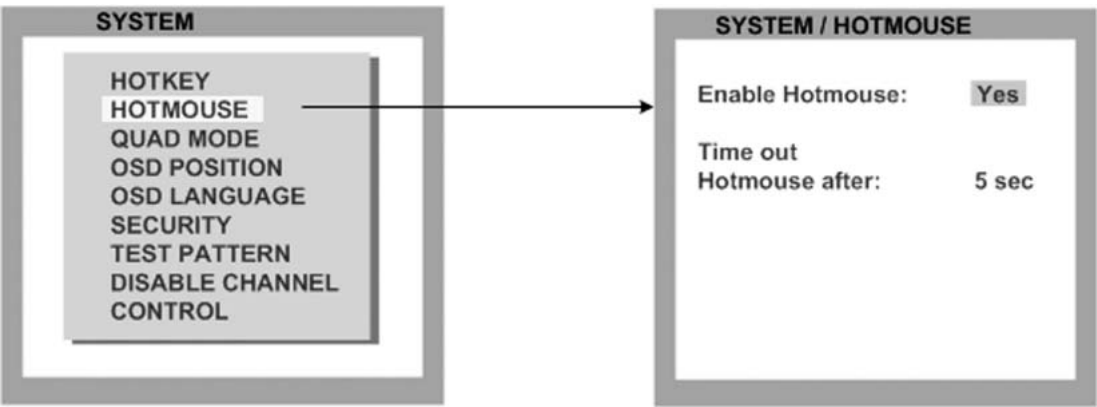 SYSTEM
HOTKEY
HOTMOUSE
QUAD MODE
OSD POSITION
OSD LANGUAGE
SECURITY
TEST PATTERN
DISABLE CHANNEL
CONTROL
SYSTEM / HOTMOUSE
Enable Hotmouse: Yes
Time out
Hotmouse after: 5 sec